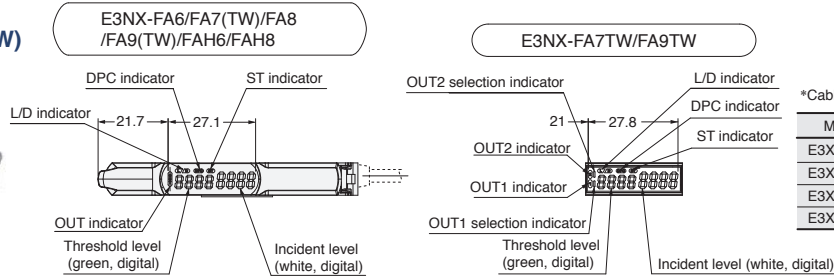 W)
E3NX-FA6/FA7(TW)/FA8
/FA9(TW)/FAH6/FAH8
DPC indicator
ST indicator
L/D indicator
21.7
27.1
OUT indicator
Threshold level
(green, digital)
Incident level
(white, digital)
E3NX-FA7TW/FA9TW
OUT2 selection indicator
L/D indicator
DPC indicator
21
27.8
ST indicator
OUT2 indicator
OUT1 indicator
OUT1 selection indicator
Threshold level
(green, digital)
Incident level (white, digital)
*Cab
M
E3X
E3X
E3X
E3X